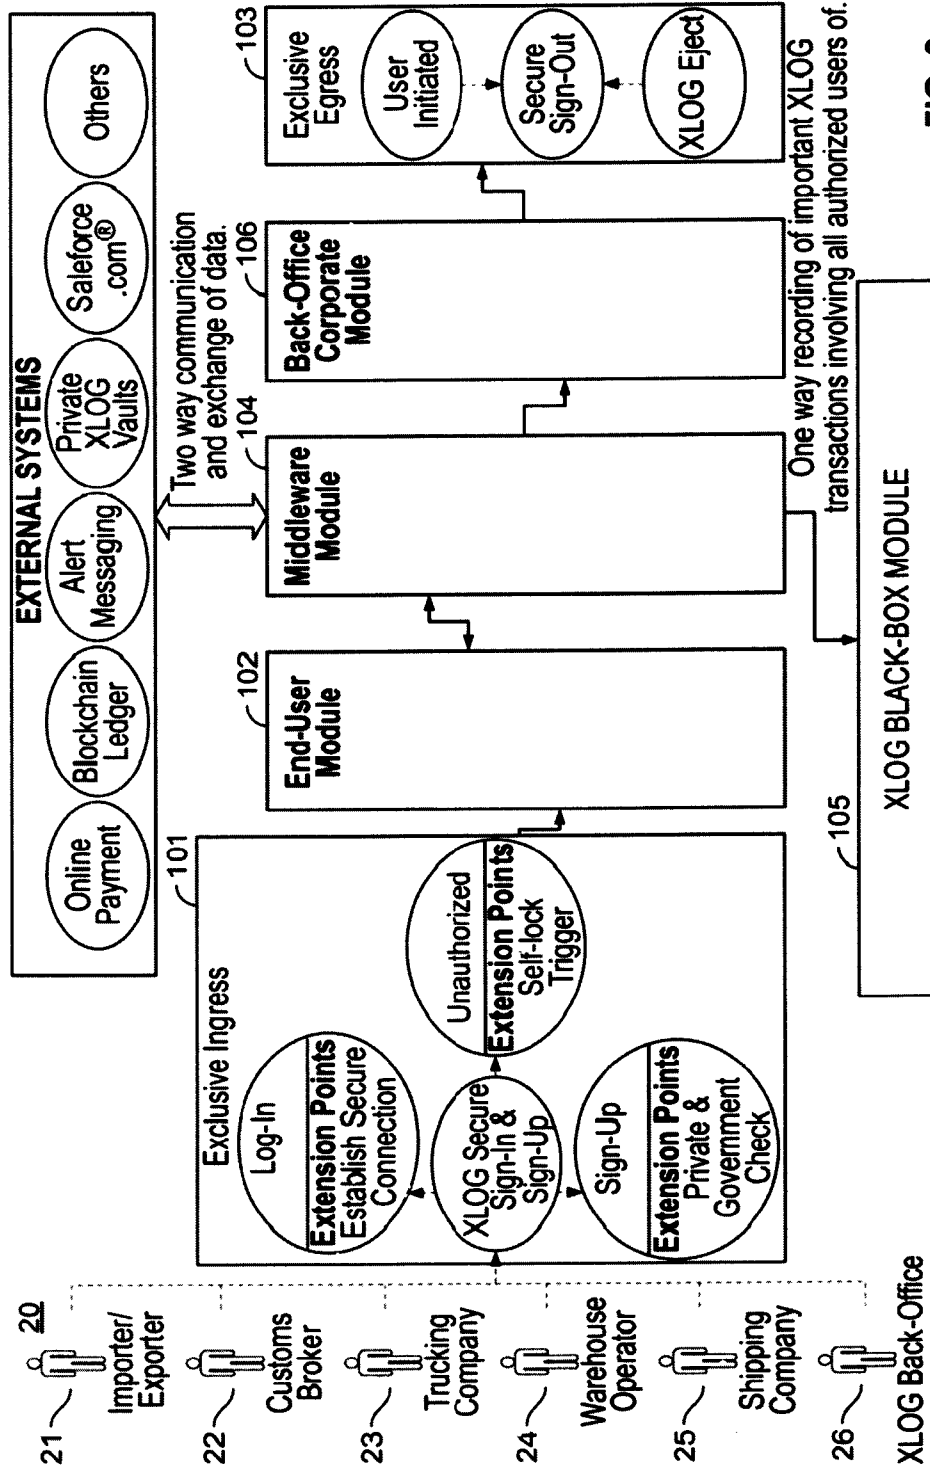 EXTERNAL SYSTEMS
Online
Payment
Blockchain
Ledger
Alert
Messaging
Private
XLOG
Vaults
Saleforce
.com®
Others
Two way communication
and exchange of data.
20
21
Importer/
Exporter
22
Customs
Broker
23
Trucking
Company
24
Warehouse
Operator
25
Shipping
Company
26
XLOG Back-Office
101
Exclusive Ingress
Log-In
Extension Points
Establish Secure
Connection
XLOG Secure
Sign-In &
Sign-Up
Sign-Up
Extension Points
Private &
Government
Check
Unauthorized
Extension Points
Self-lock
Trigger
102
End-User
Module
104
Middleware
Module
106
Back-Office
Corporate
Module
103
Exclusive
Egress
User
Initiated
Secure
Sign-Out
XLOG Eject
One way recording of important XLOG
transactions involving all authorized users of.
105
XLOG BLACK-BOX MODULE